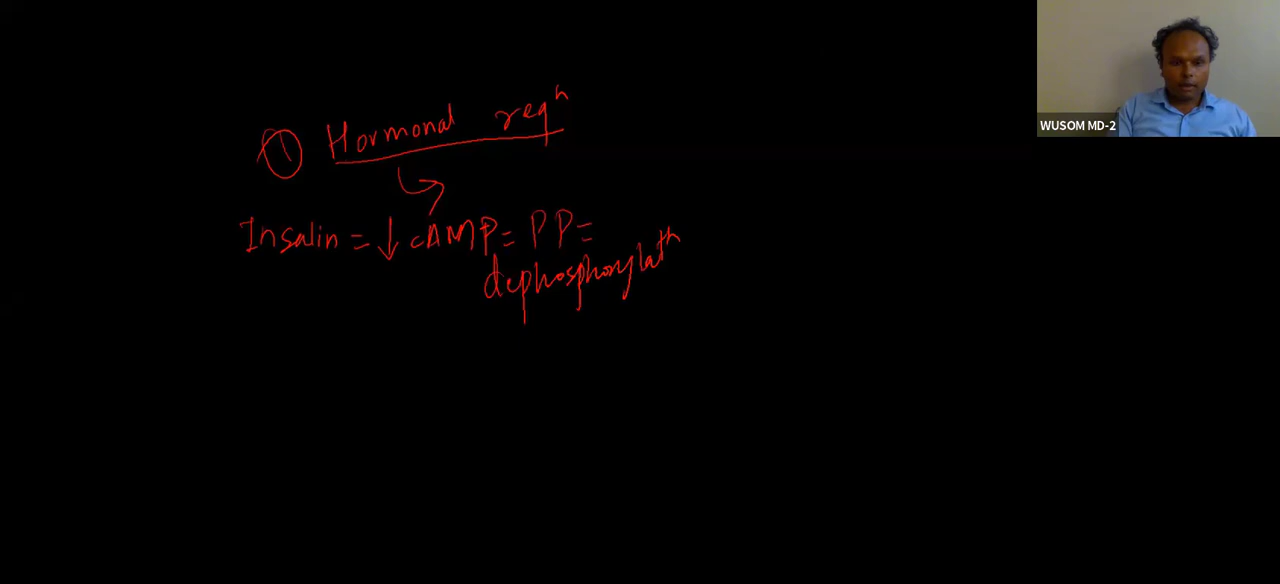 ① Hormonal regn
Insulin = ↓ cAMP = PP =
dephosphorylatn
WUSOM MD-2